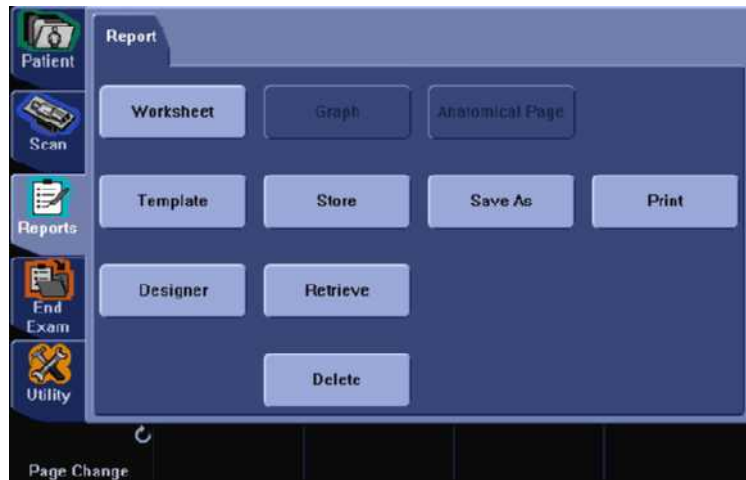 Patient
Report
Worksheet
Graph
Anatomical Page
Scan
Template
Store
Save As
Print
Reports
Designer
Retrieve
End
Exam
Delete
Utility
Page Change